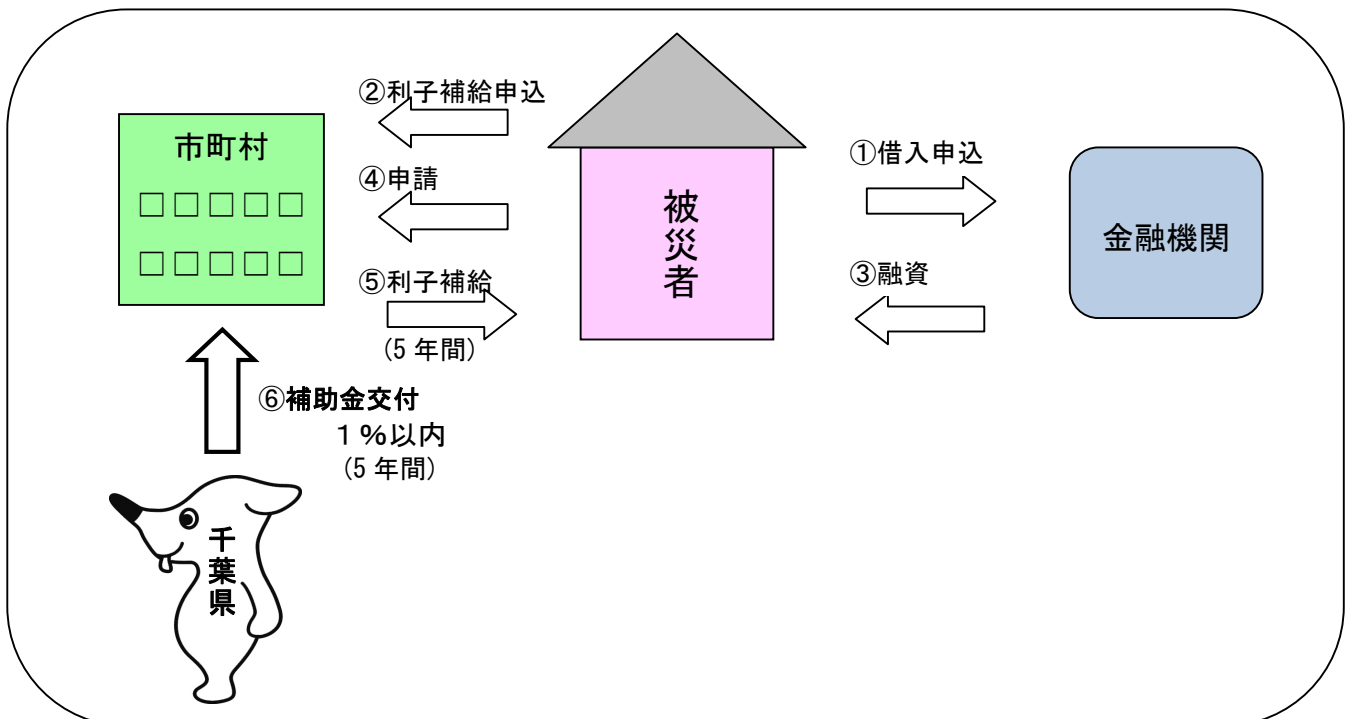 ②利子補給申込
市町村
□□□□□
□□□□□
④申請
⑤利子補給
(5 年間)
被災者
①借入申込
③融資
金融機関
⑥補助金交付
1%以内
(5 年間)
千葉県